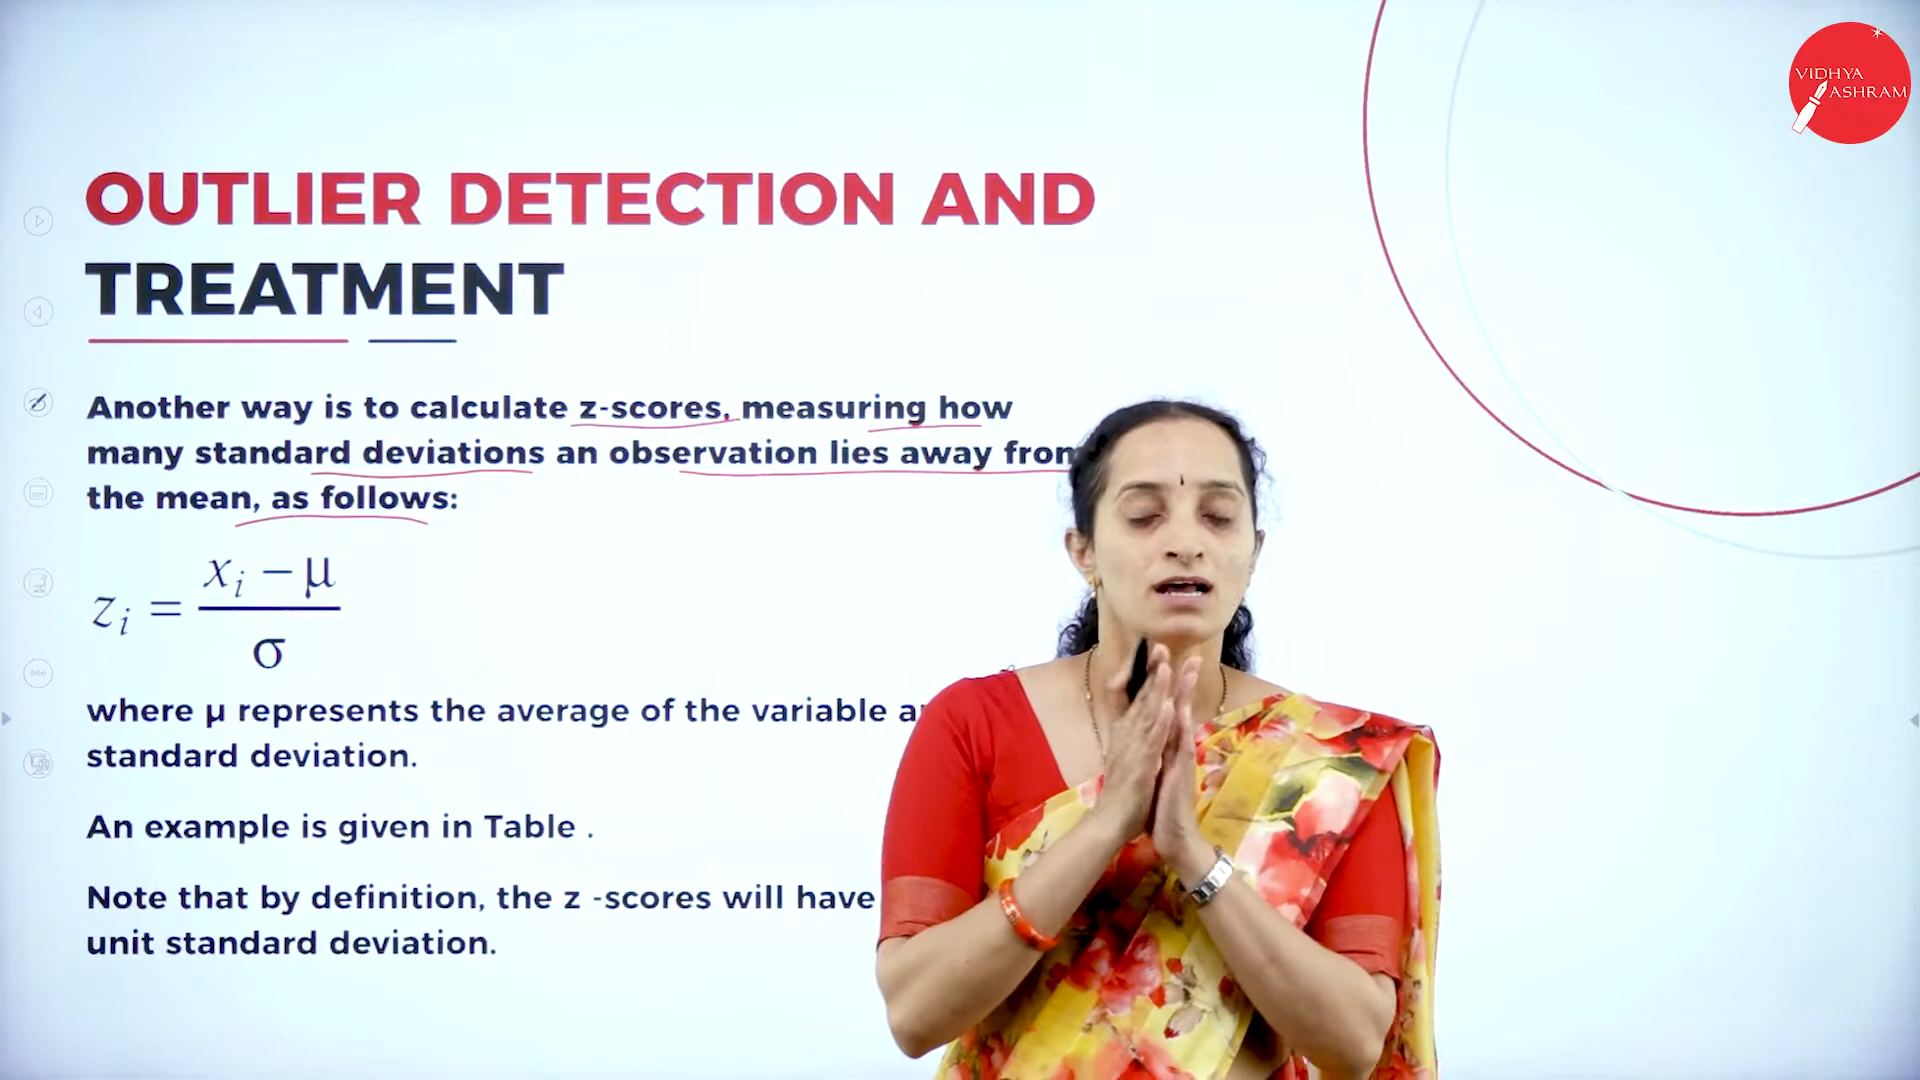 VIDHYA
ASHRAM
OUTLIER DETECTION AND
TREATMENT
Another way is to calculate z-scores, measuring how
many standard deviations an observation lies away from
the mean, as follows:
z_i = (x_i − μ) / σ
where μ represents the average of the variable
standard deviation.
An example is given in Table .
Note that by definition, the z -scores will have
unit standard deviation.